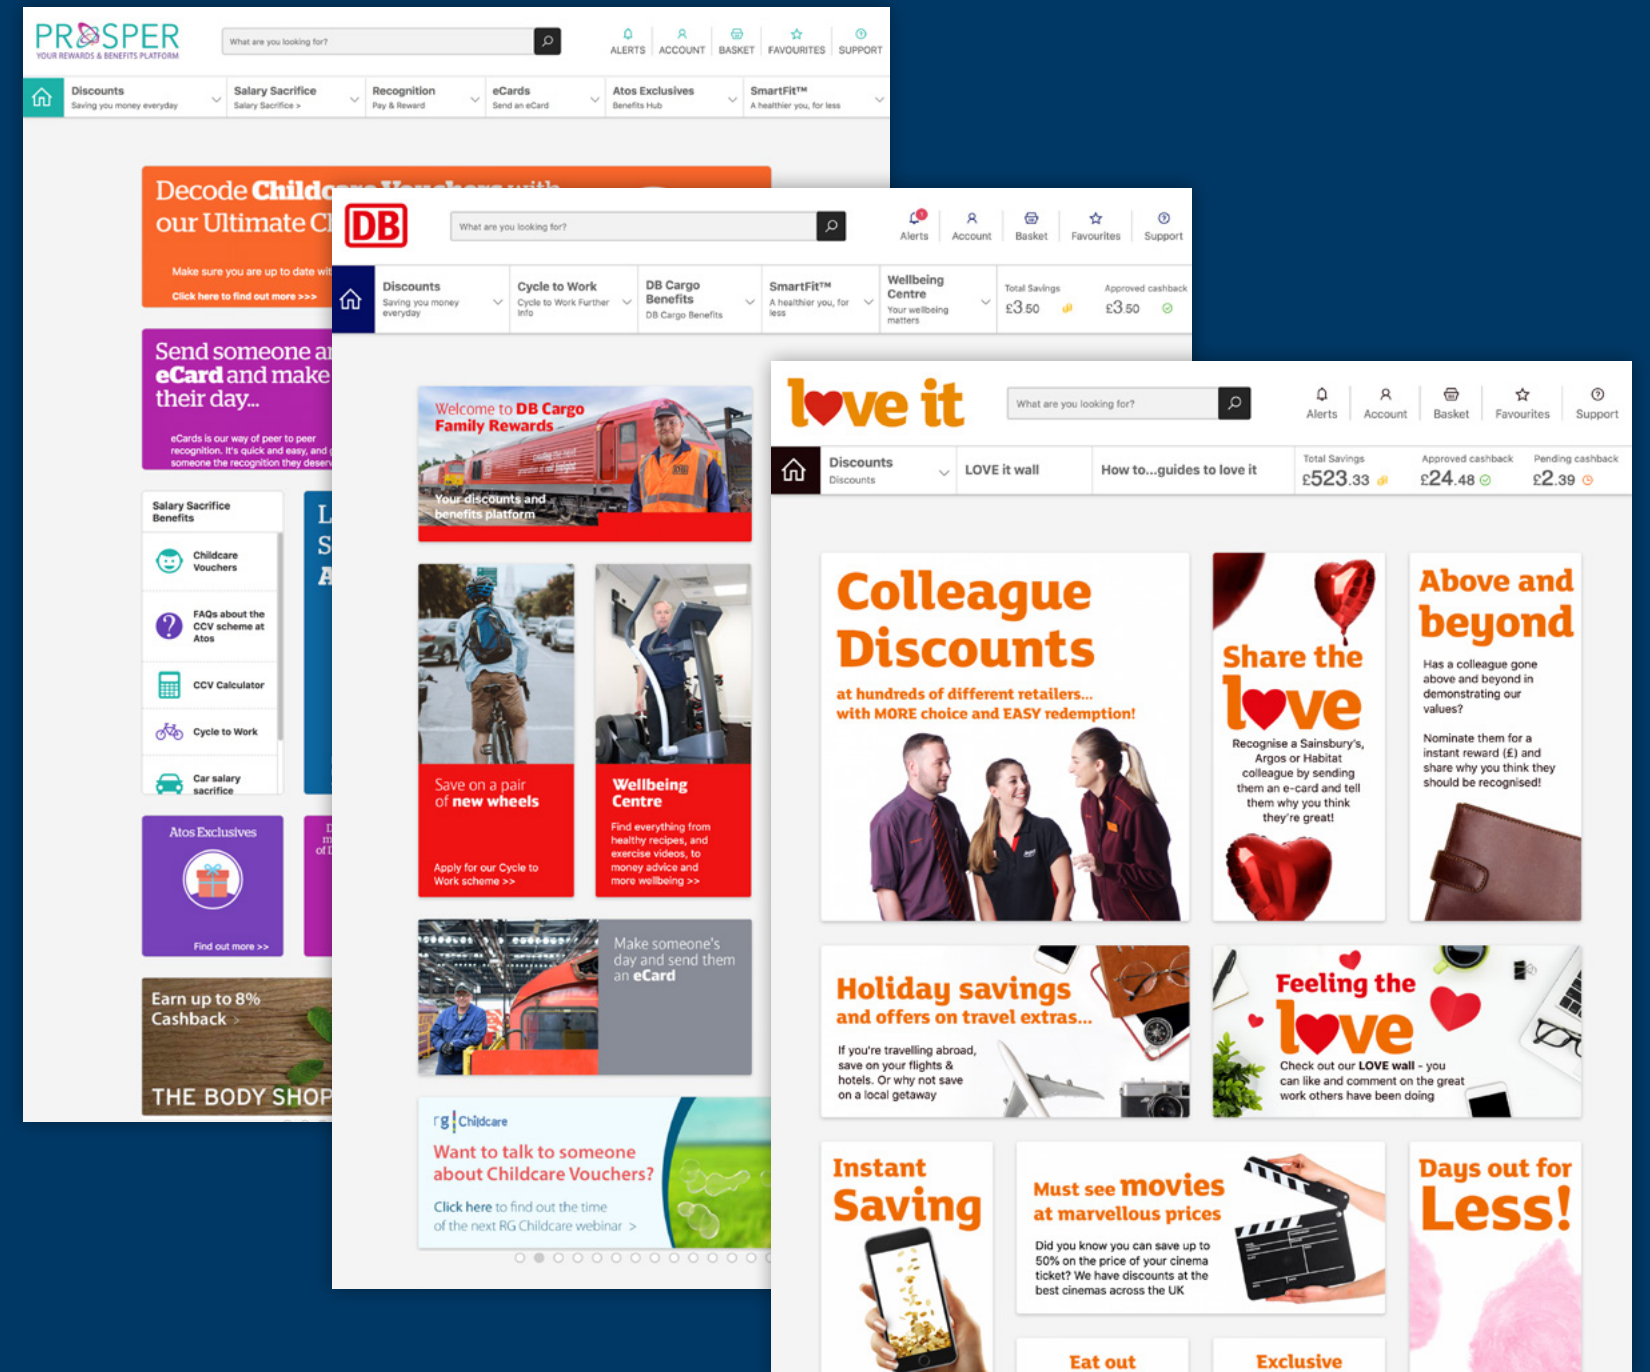 PROSPER
YOUR REWARDS & BENEFITS PLATFORM
What are you looking for?
ALERTS
ACCOUNT
BASKET
FAVOURITES
SUPPORT
Discounts
Saving you money everyday
Salary Sacrifice
Salary Sacrifice >
Recognition
Pay & Reward
eCards
Send an eCard
Atos Exclusives
Benefits Hub
SmartFit™
A healthier you, for less
Decode Childcare Vouchers with
our Ultimate
Make sure you are up to date
Click here to find out more >>>
Send someone
eCard and make
their day...
eCards is our way of peer to peer
recognition. It's quick and easy, and
someone the recognition they
Salary Sacrifice
Benefits
Childcare
Vouchers
FAQs about the
CCV scheme at
Atos
CCV Calculator
Cycle to Work
Car salary
sacrifice
Atos Exclusives
Find out more >>
Earn up to 8%
Cashback >
THE BODY SHOP
DB
What are you looking for?
1
Alerts
Account
Basket
Favourites
Support
Discounts
Saving you money
everyday
Cycle to Work
Cycle to Work Further
Info
DB Cargo
Benefits
DB Cargo Benefits
SmartFit™
A healthier you, for
less
Wellbeing
Centre
Your wellbeing
matters
Total Savings
£3.50
Approved cashback
£3.50
Welcome to DB Cargo
Family Rewards
Your discounts and
benefits platform
Save on a pair
of new wheels
Apply for our Cycle to
Work scheme >>
Wellbeing
Centre
Find everything from
healthy recipes, and
exercise videos, to
money advice and
more wellbeing >>
Make someone's
day and send them
an eCard
rg Childcare
Want to talk to someone
about Childcare Vouchers?
Click here to find out the time
of the next RG Childcare webinar >
love it
What are you looking for?
Alerts
Account
Basket
Favourites
Support
Discounts
Discounts
LOVE it wall
How to...guides to love it
Total Savings
£523.33
Approved cashback
£24.48
Pending cashback
£2.39
Colleague
Discounts
at hundreds of different retailers...
with MORE choice and EASY redemption!
Share the
love
Recognise a Sainsbury's,
Argos or Habitat
colleague by sending
them an e-card and tell
them why you think
they're great!
Above and
beyond
Has a colleague gone
above and beyond in
demonstrating our
values?
Nominate them for a
instant reward (£) and
share why you think they
should be recognised!
Holiday savings
and offers on travel extras...
If you're travelling abroad,
save on your flights &
hotels. Or why not save
on a local getaway
Feeling the
love
Check out our LOVE wall - you
can like and comment on the great
work others have been doing
Instant
Saving
Must see movies
at marvellous prices
Did you know you can save up to
50% on the price of your cinema
ticket? We have discounts at the
best cinemas across the UK
Days out for
Less!
Eat out
Exclusive